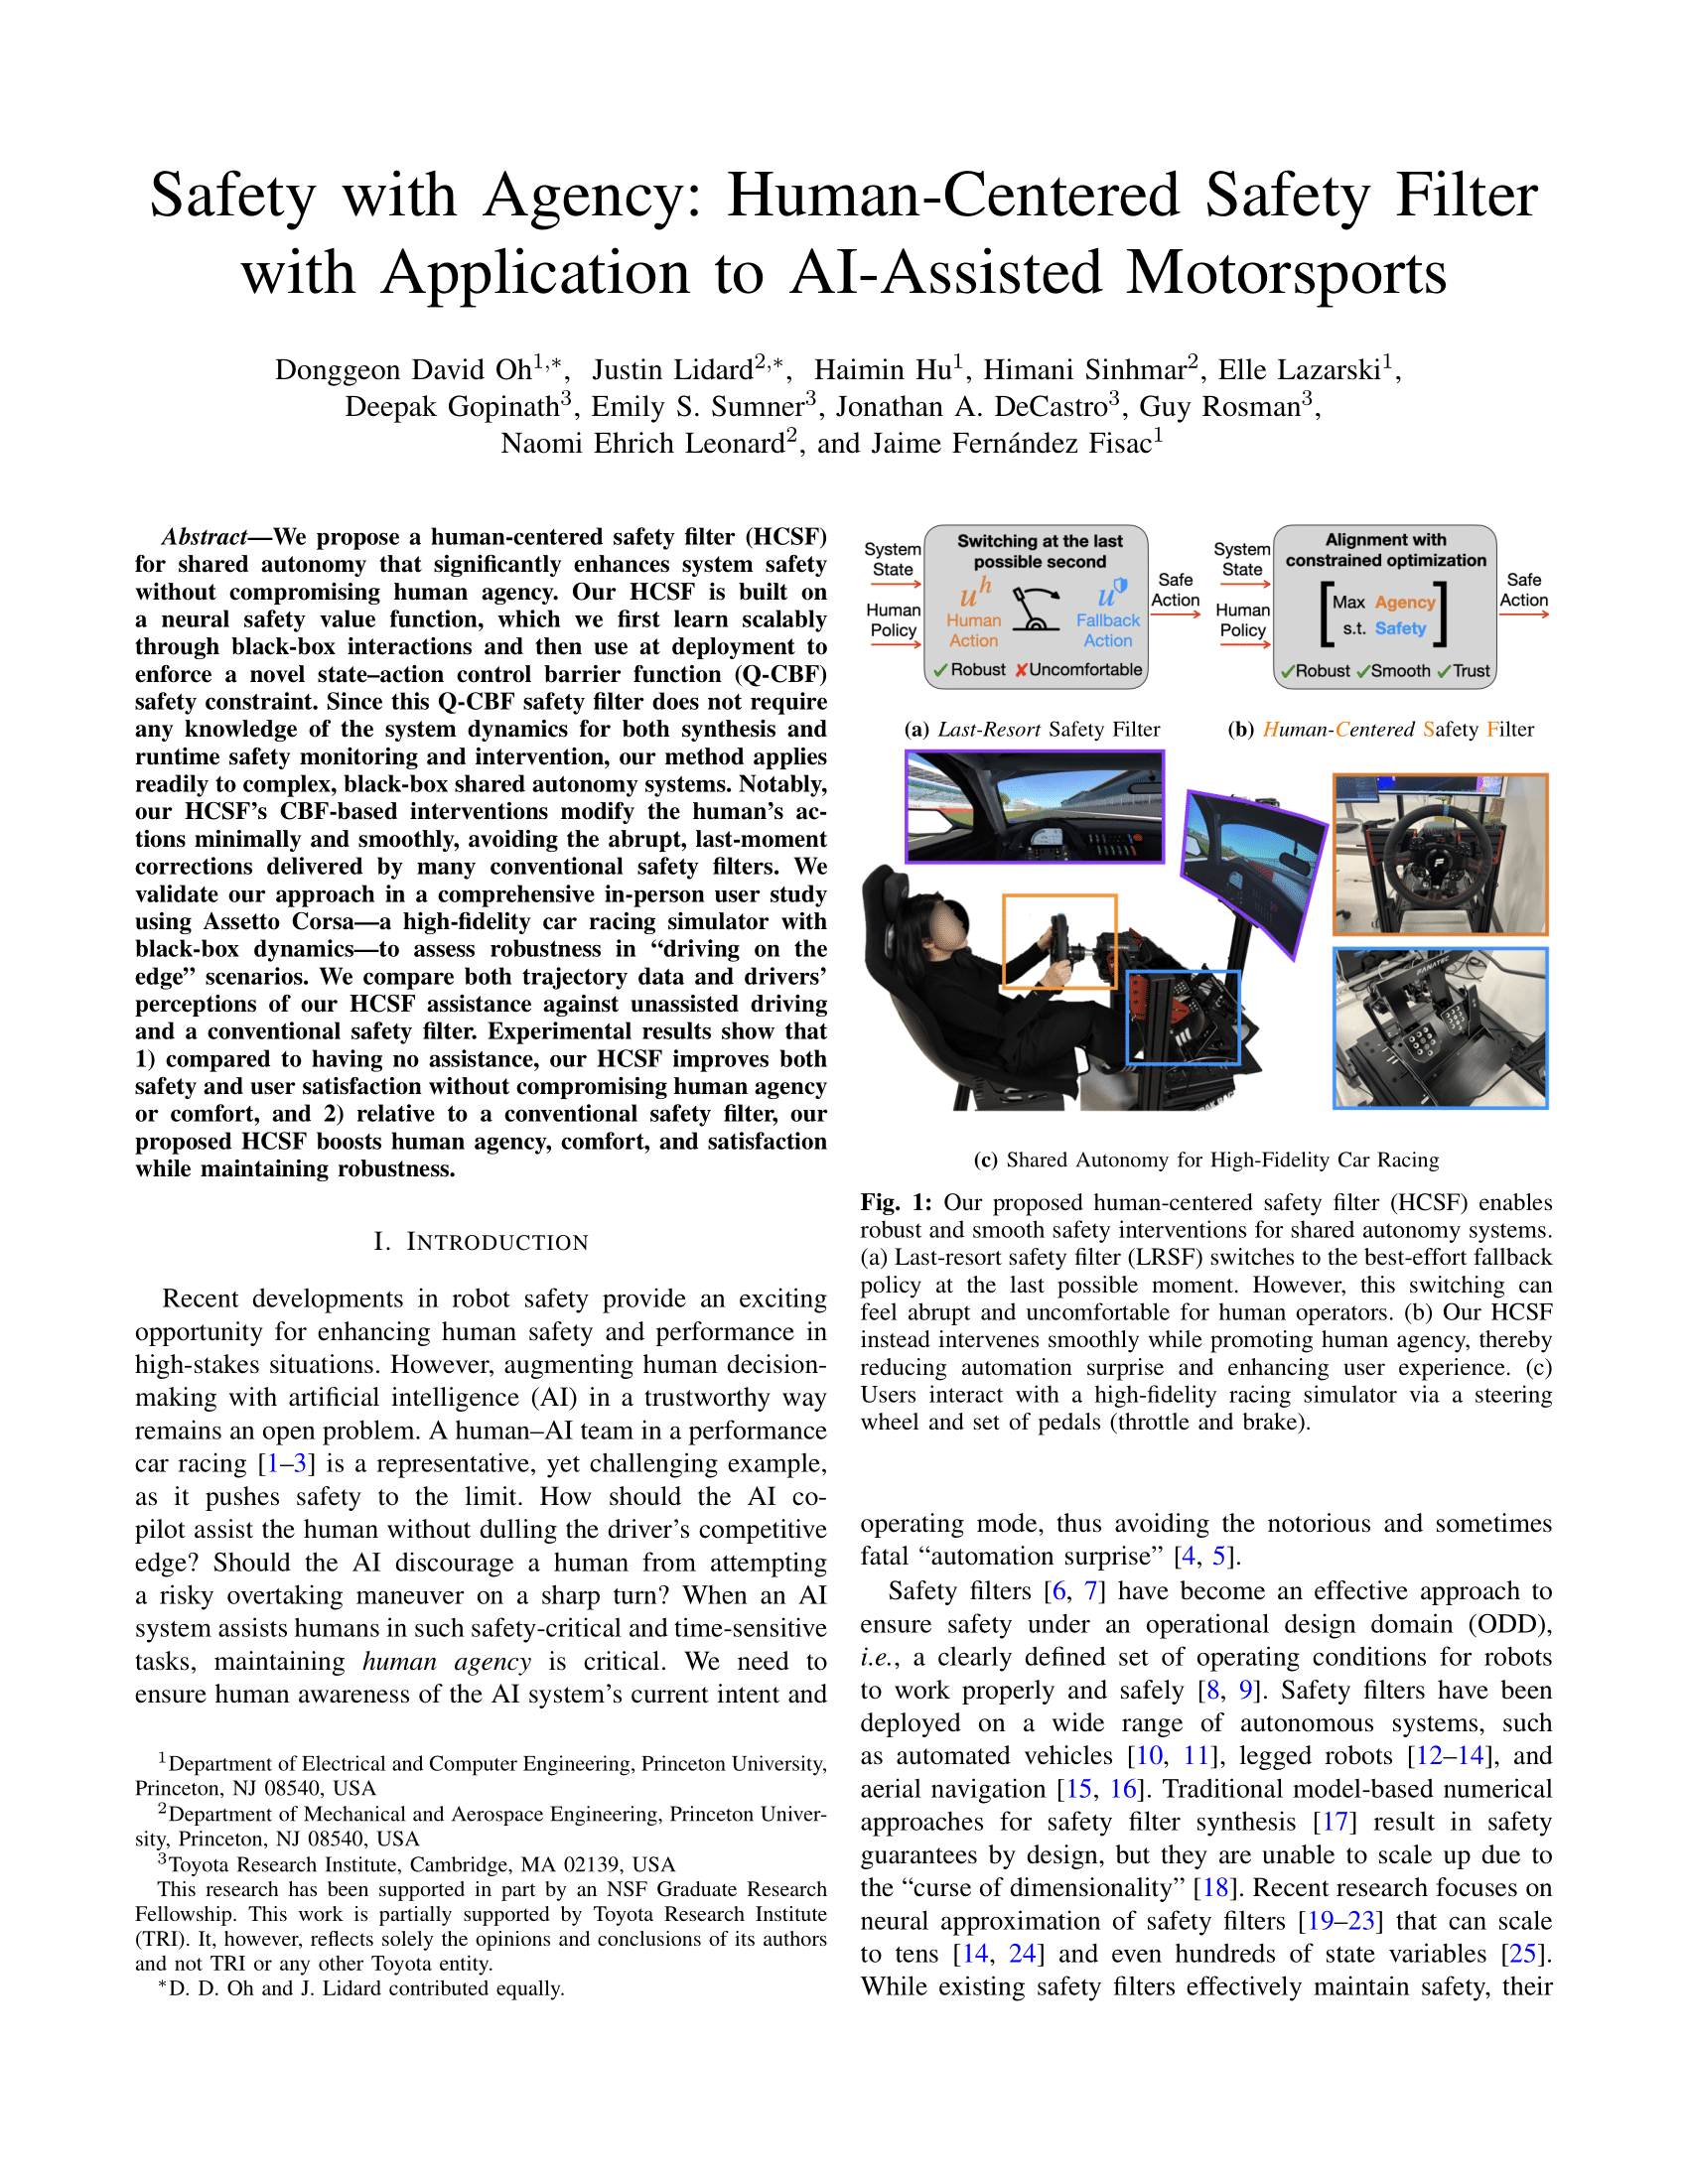 Safety with Agency: Human-Centered Safety Filter
with Application to AI-Assisted Motorsports
Donggeon David Oh1,∗, Justin Lidard2,∗, Haimin Hu1, Himani Sinhmar2, Elle Lazarski1,
Deepak Gopinath3, Emily S. Sumner3, Jonathan A. DeCastro3, Guy Rosman3,
Naomi Ehrich Leonard2, and Jaime Fernández Fisac1
Abstract—We propose a human-centered safety filter (HCSF)
for shared autonomy that significantly enhances system safety
without compromising human agency. Our HCSF is built on
a neural safety value function, which we first learn scalably
through black-box interactions and then use at deployment to
enforce a novel state–action control barrier function (Q-CBF)
safety constraint. Since this Q-CBF safety filter does not require
any knowledge of the system dynamics for both synthesis and
runtime safety monitoring and intervention, our method applies
readily to complex, black-box shared autonomy systems. Notably,
our HCSF's CBF-based interventions modify the human's ac-
tions minimally and smoothly, avoiding the abrupt, last-moment
corrections delivered by many conventional safety filters. We
validate our approach in a comprehensive in-person user study
using Assetto Corsa—a high-fidelity car racing simulator with
black-box dynamics—to assess robustness in “driving on the
edge” scenarios. We compare both trajectory data and drivers'
perceptions of our HCSF assistance against unassisted driving
and a conventional safety filter. Experimental results show that
1) compared to having no assistance, our HCSF improves both
safety and user satisfaction without compromising human agency
or comfort, and 2) relative to a conventional safety filter, our
proposed HCSF boosts human agency, comfort, and satisfaction
while maintaining robustness.
I. INTRODUCTION
Recent developments in robot safety provide an exciting
opportunity for enhancing human safety and performance in
high-stakes situations. However, augmenting human decision-
making with artificial intelligence (AI) in a trustworthy way
remains an open problem. A human–AI team in a performance
car racing [1–3] is a representative, yet challenging example,
as it pushes safety to the limit. How should the AI co-
pilot assist the human without dulling the driver's competitive
edge? Should the AI discourage a human from attempting
a risky overtaking maneuver on a sharp turn? When an AI
system assists humans in such safety-critical and time-sensitive
tasks, maintaining human agency is critical. We need to
ensure human awareness of the AI system's current intent and
1Department of Electrical and Computer Engineering, Princeton University,
Princeton, NJ 08540, USA
2Department of Mechanical and Aerospace Engineering, Princeton Univer-
sity, Princeton, NJ 08540, USA
3Toyota Research Institute, Cambridge, MA 02139, USA
This research has been supported in part by an NSF Graduate Research
Fellowship. This work is partially supported by Toyota Research Institute
(TRI). It, however, reflects solely the opinions and conclusions of its authors
and not TRI or any other Toyota entity.
∗D. D. Oh and J. Lidard contributed equally.
System
State
Human
Policy
Switching at the last
possible second
uh
Human
Action
u
Fallback
Action
✓Robust ✗Uncomfortable
Safe
Action
System
State
Human
Policy
Alignment with
constrained optimization
Max Agency
s.t. Safety
✓Robust ✓Smooth ✓Trust
Safe
Action
(a) Last-Resort Safety Filter
(b) Human-Centered Safety Filter
FANATEC
(c) Shared Autonomy for High-Fidelity Car Racing
Fig. 1: Our proposed human-centered safety filter (HCSF) enables
robust and smooth safety interventions for shared autonomy systems.
(a) Last-resort safety filter (LRSF) switches to the best-effort fallback
policy at the last possible moment. However, this switching can
feel abrupt and uncomfortable for human operators. (b) Our HCSF
instead intervenes smoothly while promoting human agency, thereby
reducing automation surprise and enhancing user experience. (c)
Users interact with a high-fidelity racing simulator via a steering
wheel and set of pedals (throttle and brake).
operating mode, thus avoiding the notorious and sometimes
fatal “automation surprise” [4, 5].
Safety filters [6, 7] have become an effective approach to
ensure safety under an operational design domain (ODD),
i.e., a clearly defined set of operating conditions for robots
to work properly and safely [8, 9]. Safety filters have been
deployed on a wide range of autonomous systems, such
as automated vehicles [10, 11], legged robots [12–14], and
aerial navigation [15, 16]. Traditional model-based numerical
approaches for safety filter synthesis [17] result in safety
guarantees by design, but they are unable to scale up due to
the “curse of dimensionality” [18]. Recent research focuses on
neural approximation of safety filters [19–23] that can scale
to tens [14, 24] and even hundreds of state variables [25].
While existing safety filters effectively maintain safety, their